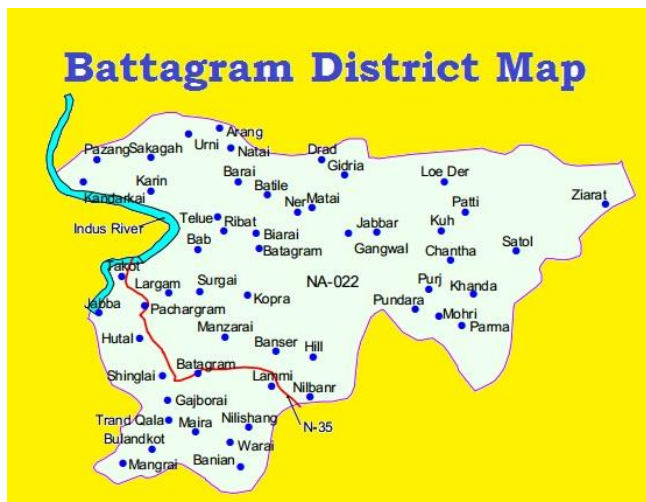 Battagram District Map
Arang
Pazang
Sakagah
Urni
Natai
Drad
Gidria
Kandarkai
Karin
Barai
Batile
Loe Der
Ziarat
Ner
Matai
Patti
Indus River
Telue
Ribat
Biarai
Jabbar
Kuh
Bab
Batagram
Gangwal
Satol
Chantha
Takot
Largam
Surgai
NA-022
Purj
Khanda
Jabba
Pachargram
Kopra
Pundara
Mohri
Parma
Hutal
Manzarai
Banser
Hill
Shinglai
Batagram
Lammi
Nilbanr
Gajborai
Trand Qala
Maira
Nilishang
N-35
Bulandkot
Warai
Mangrai
Banian